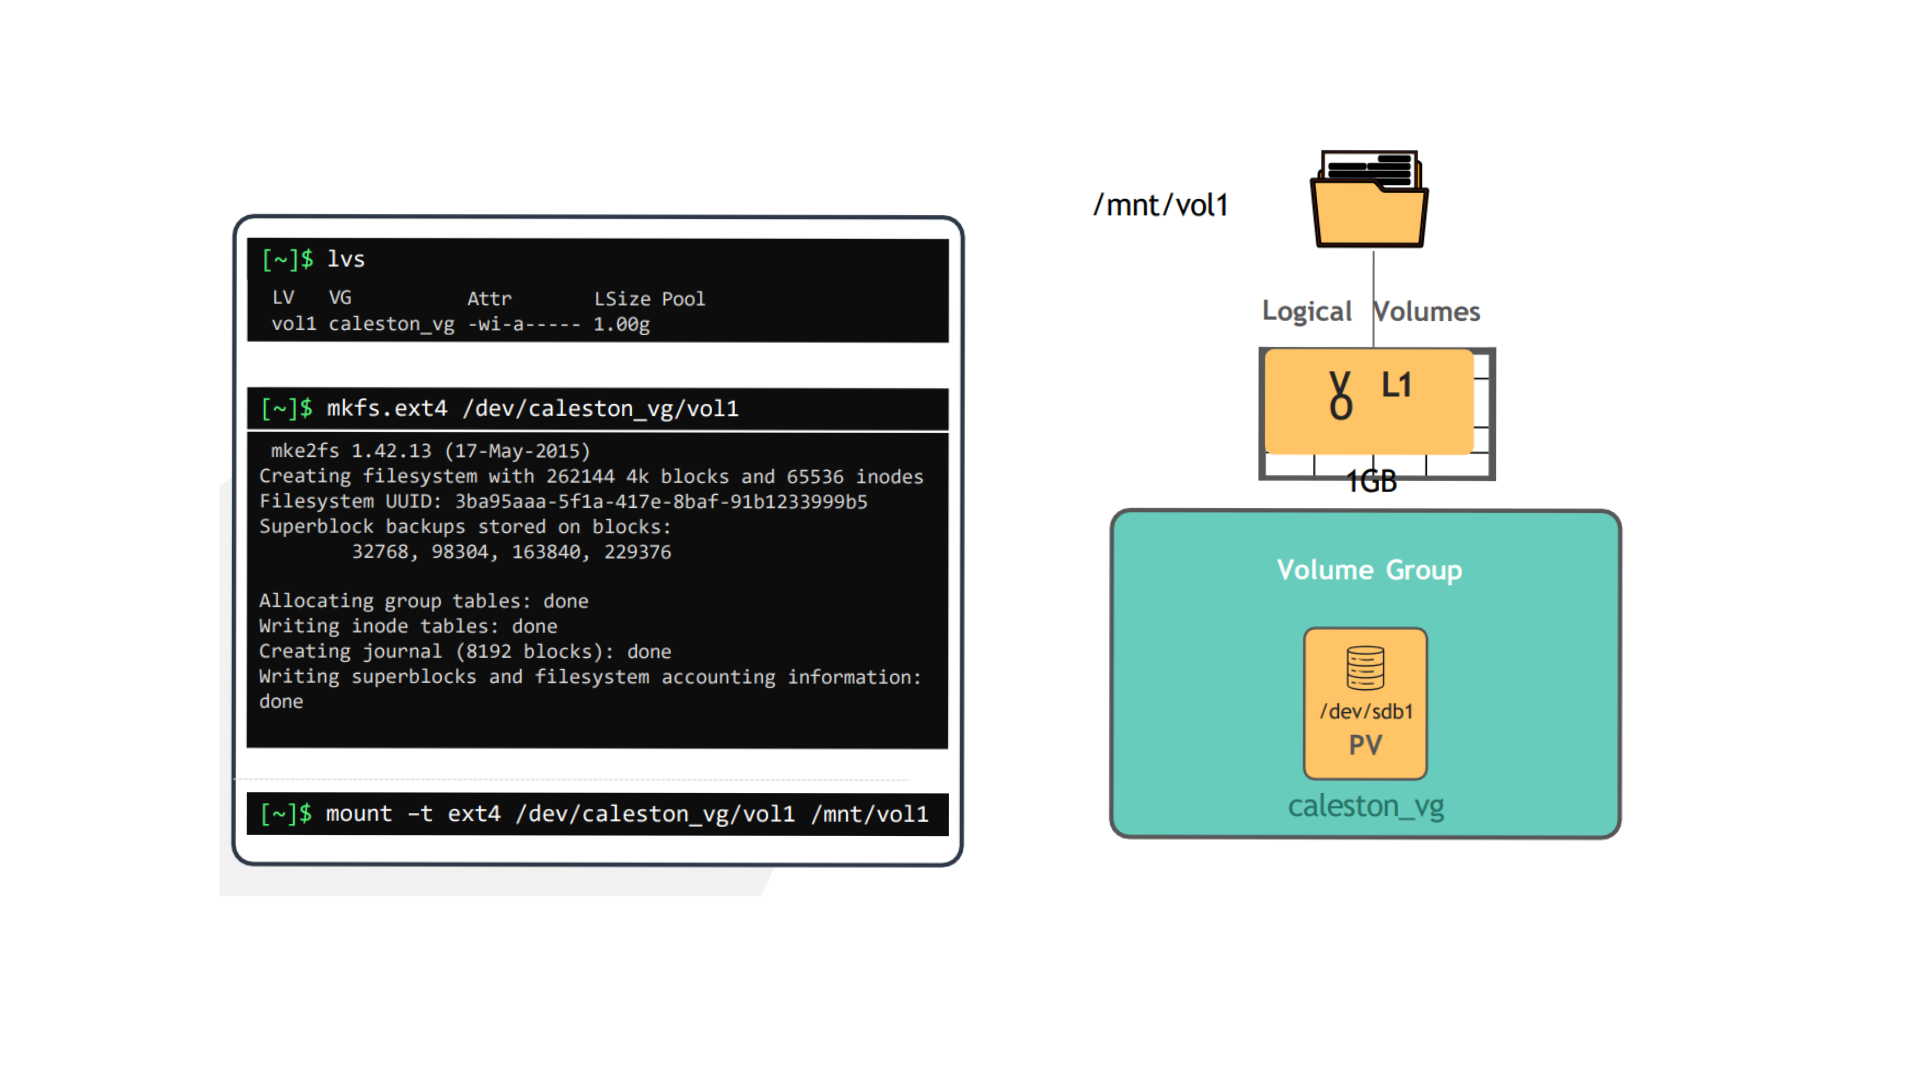 [~]$ lvs
LV VG Attr LSize Pool
vol1 caleston_vg -wi-a----- 1.00g
[~]$ mkfs.ext4 /dev/caleston_vg/vol1
mke2fs 1.42.13 (17-May-2015)
Creating filesystem with 262144 4k blocks and 65536 inodes
Filesystem UUID: 3ba95aaa-5f1a-417e-8baf-91b1233999b5
Superblock backups stored on blocks:
32768, 98304, 163840, 229376
Allocating group tables: done
Writing inode tables: done
Creating journal (8192 blocks): done
Writing superblocks and filesystem accounting information:
done
[~]$ mount –t ext4 /dev/caleston_vg/vol1 /mnt/vol1
/mnt/vol1
Logical Volumes
V L1
O
1GB
Volume Group
/dev/sdb1
PV
caleston_vg